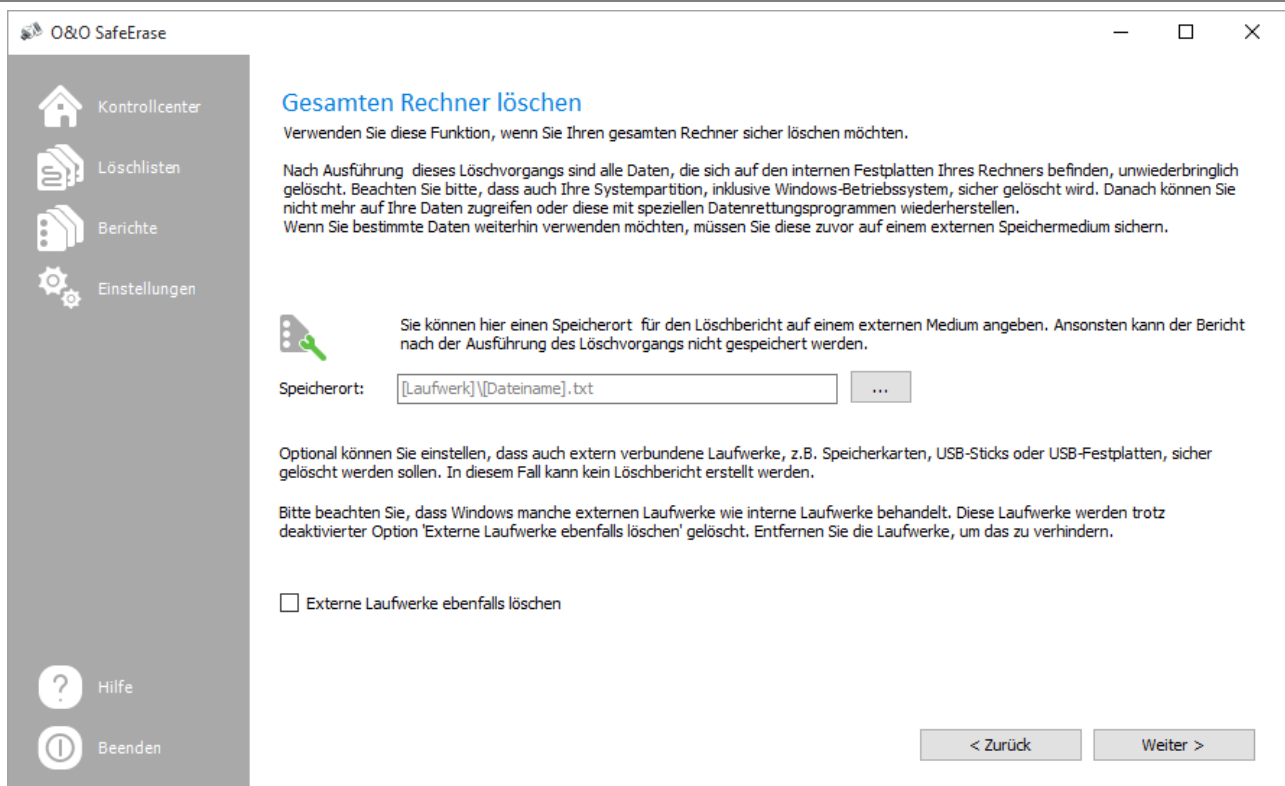 O&O SafeErase
Kontrollcenter
Löschlisten
Berichte
Einstellungen
Hilfe
Beenden
Gesamten Rechner löschen
Verwenden Sie diese Funktion, wenn Sie Ihren gesamten Rechner sicher löschen möchten.
Nach Ausführung dieses Löschvorgangs sind alle Daten, die sich auf den internen Festplatten Ihres Rechners befinden, unwiederbringlich
gelöscht. Beachten Sie bitte, dass auch Ihre Systempartition, inklusive Windows-Betriebssystem, sicher gelöscht wird. Danach können Sie
nicht mehr auf Ihre Daten zugreifen oder diese mit speziellen Datenrettungsprogrammen wiederherstellen.
Wenn Sie bestimmte Daten weiterhin verwenden möchten, müssen Sie diese zuvor auf einem externen Speichermedium sichern.
Sie können hier einen Speicherort für den Löschbericht auf einem externen Medium angeben. Ansonsten kann der Bericht
nach der Ausführung des Löschvorgangs nicht gespeichert werden.
Speicherort: [Laufwerk]\[Dateiname].txt ...
Optional können Sie einstellen, dass auch extern verbundene Laufwerke, z.B. Speicherkarten, USB-Sticks oder USB-Festplatten, sicher
gelöscht werden sollen. In diesem Fall kann kein Löschbericht erstellt werden.
Bitte beachten Sie, dass Windows manche externen Laufwerke wie interne Laufwerke behandelt. Diese Laufwerke werden trotz
deaktivierter Option 'Externe Laufwerke ebenfalls löschen' gelöscht. Entfernen Sie die Laufwerke, um das zu verhindern.
Externe Laufwerke ebenfalls löschen
< Zurück Weiter >